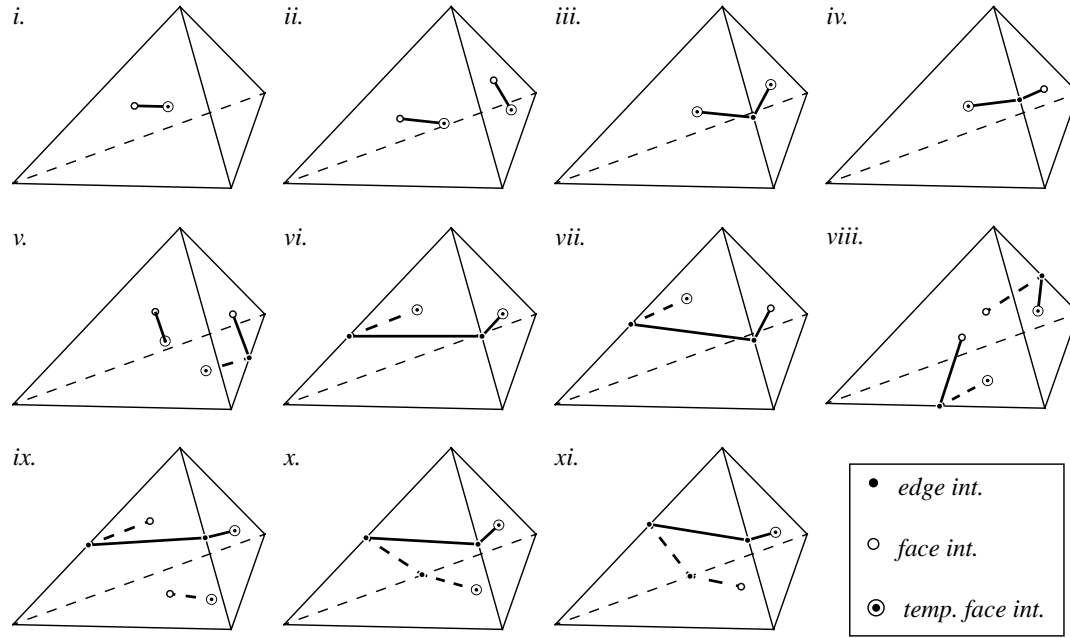 i. ii. iii. iv.
v. vi. vii. viii.
ix. x. xi.
edge int.
face int.
temp. face int.